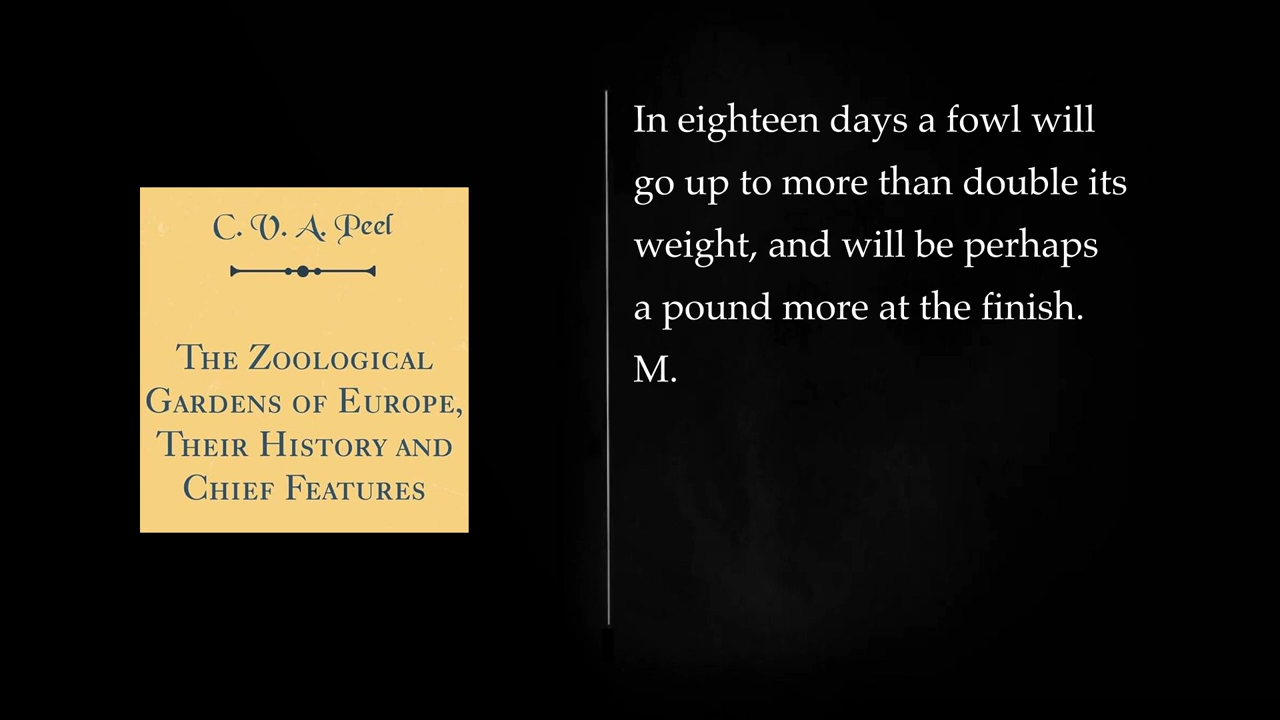 C. V. A. Peel
The Zoological
Gardens of Europe,
Their History and
Chief Features
In eighteen days a fowl will
go up to more than double its
weight, and will be perhaps
a pound more at the finish.
M.